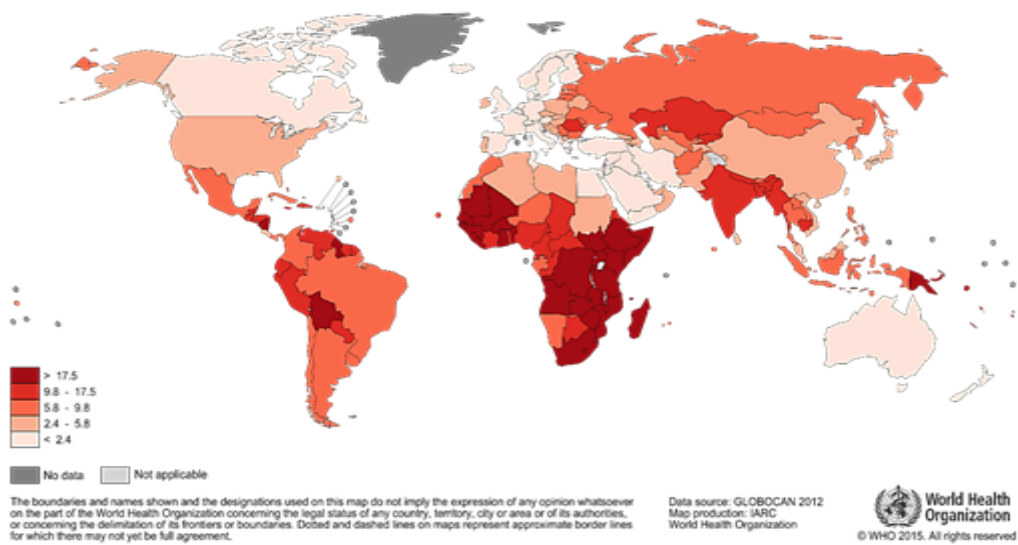 > 17.5
9.8 - 17.5
5.8 - 9.8
2.4 - 5.8
< 2.4
No data
Not applicable
The boundaries and names shown and the designations used on this map do not imply the expression of any opinion whatsoever
on the part of the World Health Organization concerning the legal status of any country, territory, city or area or of its authorities,
or concerning the delimitation of its frontiers or boundaries. Dotted and dashed lines on maps represent approximate border lines
for which there may not yet be full agreement.
Data source: GLOBOCAN 2012
Map production: IARC
World Health Organization
World Health
Organization
© WHO 2015. All rights reserved